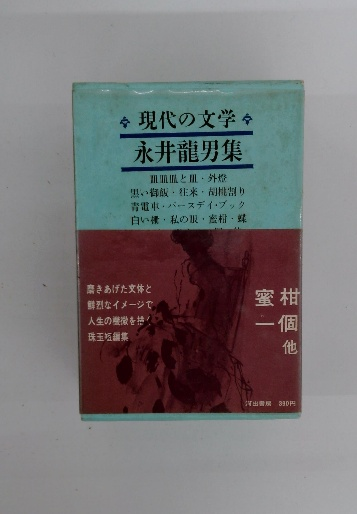 現代の文学
永井龍男集
皿皿皿と皿・外燈
黒い御飯・往来・胡桃割り
青電車・バースデイ・ブック
白い柵・私の眼・蜜柑・蝶
磨きあげた文体と
鮮烈なイメージで
人生の機微を描く
珠玉短編集
蜜柑
一個
他
河出書房 390円